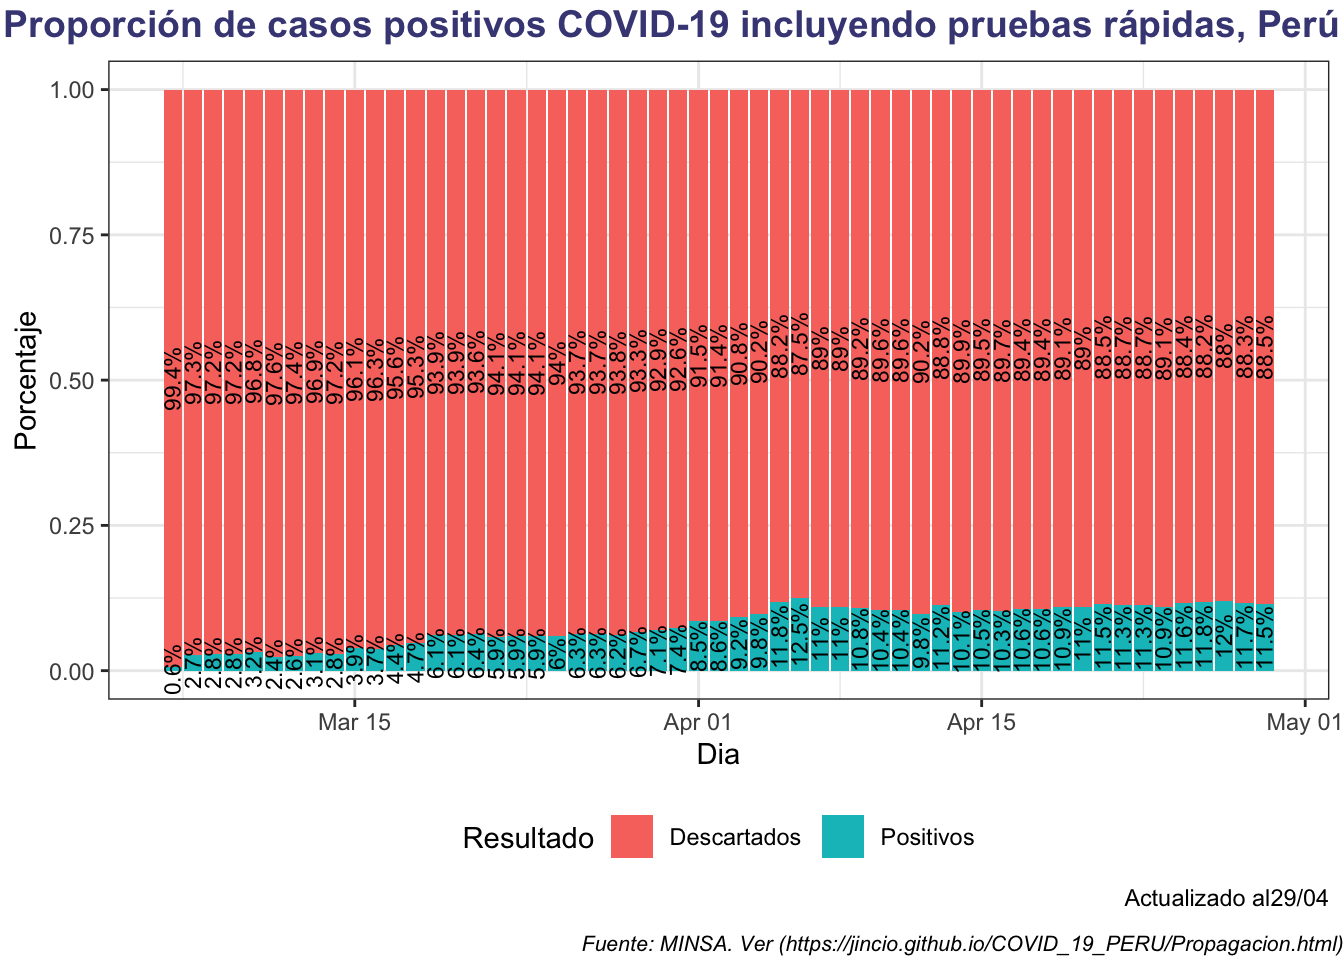 Proporción de casos positivos COVID-19 incluyendo pruebas rápidas, Perú
Porcentaje
1.00
0.75
0.50
0.25
0.00
99.4% 97.3% 97.2% 97.2% 96.8% 97.6% 97.4% 96.9% 97.2% 96.1% 96.3% 95.6% 95.3% 93.9% 93.9% 93.6% 94.1% 94.1% 94.1% 94% 93.7% 93.7% 93.8% 93.3% 92.9% 92.6% 91.5% 91.4% 90.8% 90.2% 88.2% 87.5% 89% 89% 89.2% 89.6% 89.6% 90.2% 88.8% 89.9% 89.5% 89.7% 89.4% 89.4% 89.1% 89% 88.5% 88.7% 88.7% 89.1% 88.4% 88.2% 88% 88.3% 88.5%
0.6% 2.7% 2.8% 2.8% 3.2% 2.4% 2.6% 3.1% 2.8% 3.9% 3.7% 4.4% 4.7% 6.1% 6.1% 6.4% 5.9% 5.9% 5.9% 6% 6.3% 6.3% 6.2% 6.7% 7.1% 7.4% 8.5% 8.6% 9.2% 9.8% 11.8% 12.5% 11% 11% 10.8% 10.4% 10.4% 9.8% 11.2% 10.1% 10.5% 10.3% 10.6% 10.6% 10.9% 11% 11.5% 11.3% 11.3% 10.9% 11.6% 11.8% 12% 11.7% 11.5%
Mar 15 Apr 01 Apr 15 May 01
Dia
Resultado Descartados Positivos
Actualizado al29/04
Fuente: MINSA. Ver (https://jincio.github.io/COVID_19_PERU/Propagacion.html)